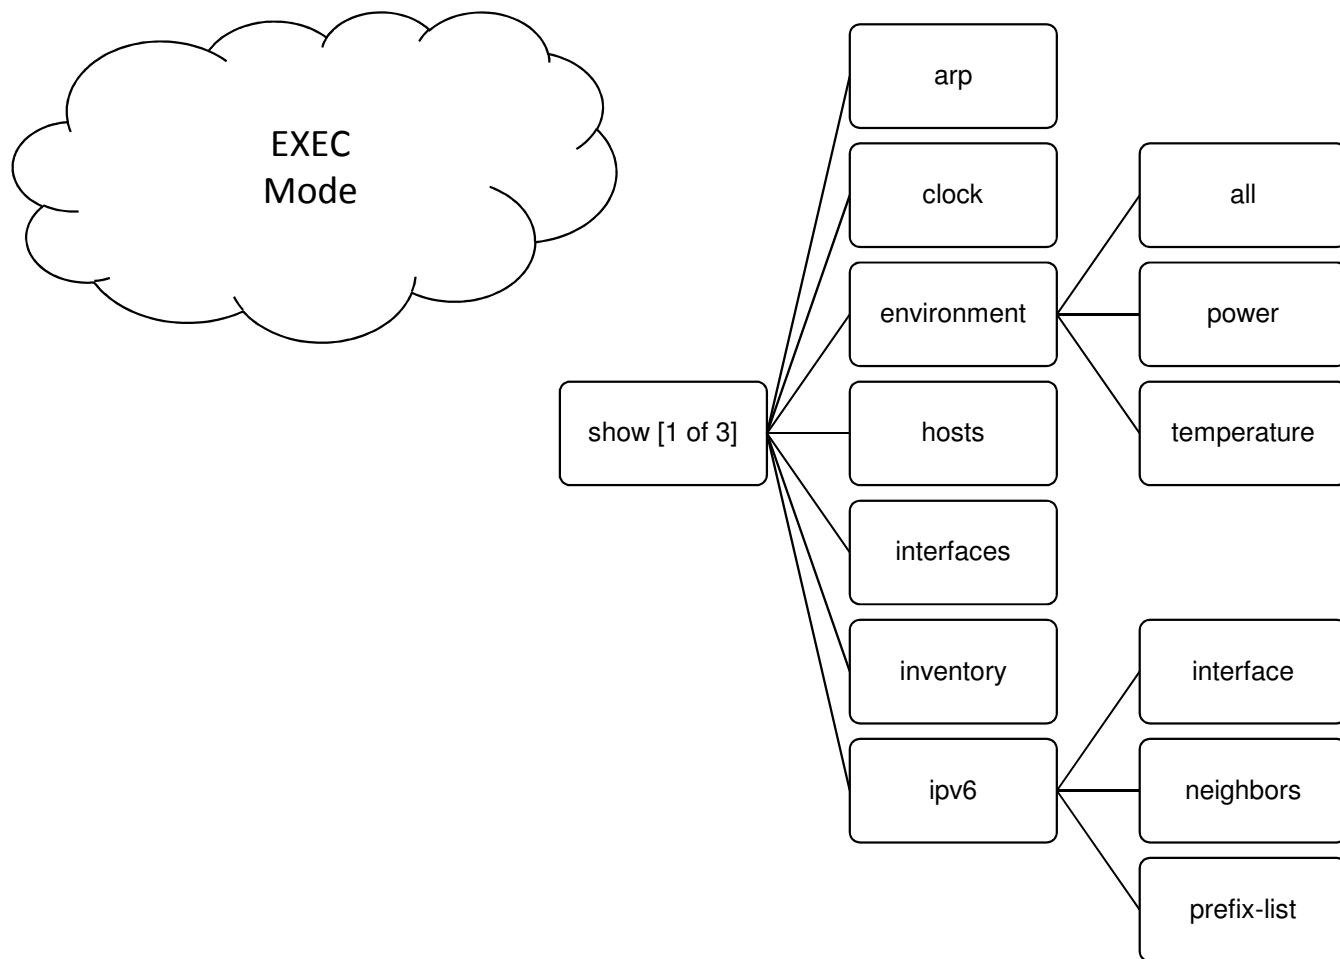 EXEC
Mode
show [1 of 3]
arp
clock
environment
hosts
interfaces
inventory
ipv6
all
power
temperature
interface
neighbors
prefix-list